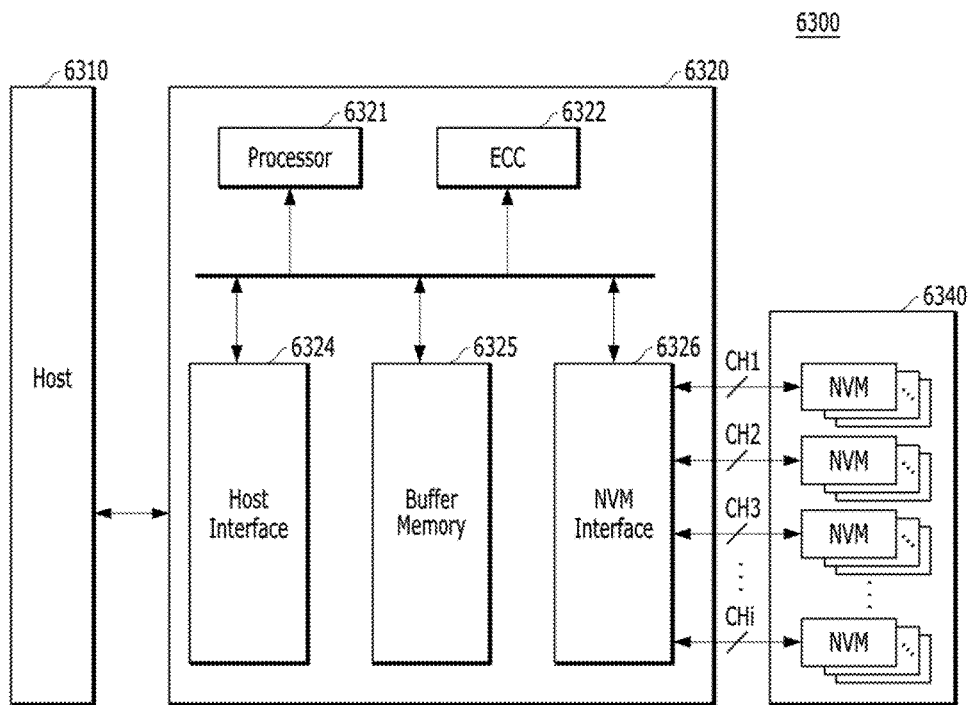 6300
6310
6320
6321
6322
Processor
ECC
6340
6324
6325
6326
CH1
NVM
Host
CH2
NVM
Host
Interface
Buffer
Memory
NVM
Interface
CH3
NVM
CHi
NVM